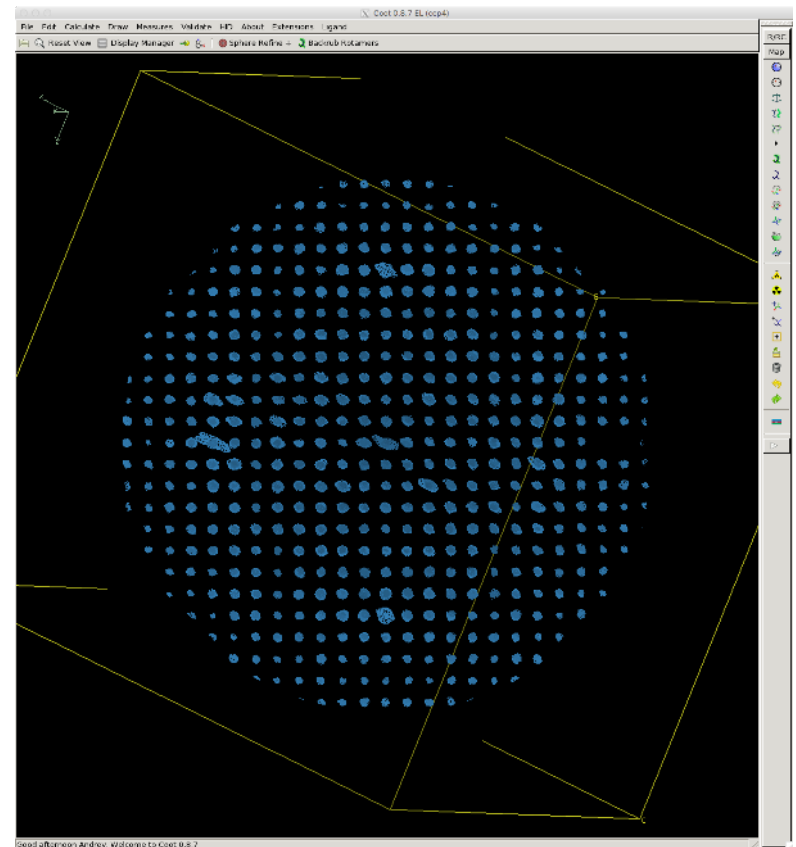 Coot 0.8.7 EL (ccp4)
File Edit Calculate Draw Measures Validate HID About Extensions Ligand
Reset View Display Manager Sphere Refine + Backrub Rotamers
R/RC
Map
Good afternoon Andrey. Welcome to Coot 0.8.7